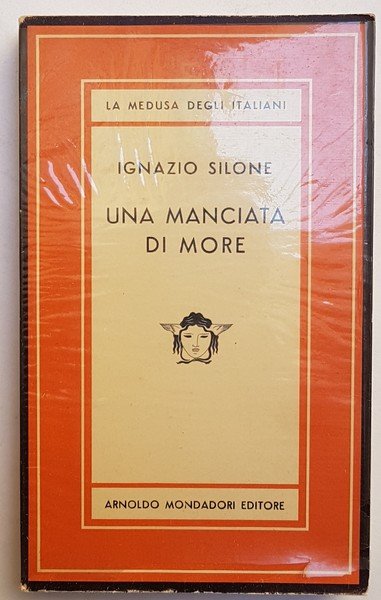 LA MEDUSA DEGLI ITALIANI
IGNAZIO SILONE
UNA MANCIATA
DI MORE
ARNOLDO MONDADORI EDITORE